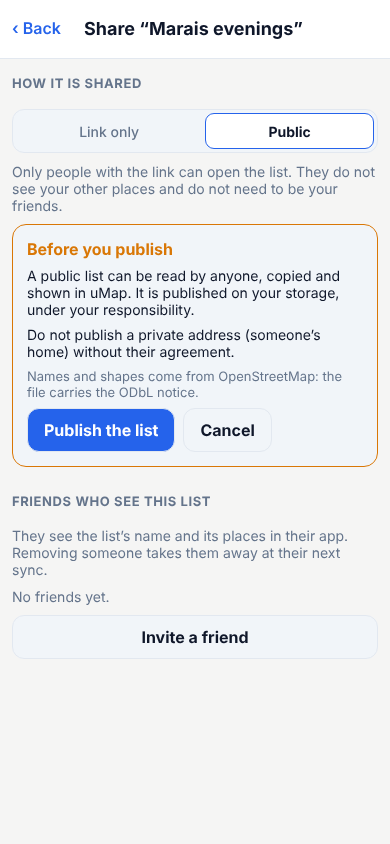 ‹ Back
Share “Marais evenings”
HOW IT IS SHARED
Link only
Public
Only people with the link can open the list. They do not
see your other places and do not need to be your
friends.
Before you publish
A public list can be read by anyone, copied and
shown in uMap. It is published on your storage,
under your responsibility.
Do not publish a private address (someone’s
home) without their agreement.
Names and shapes come from OpenStreetMap: the
file carries the ODbL notice.
Publish the list
Cancel
FRIENDS WHO SEE THIS LIST
They see the list’s name and its places in their app.
Removing someone takes them away at their next
sync.
No friends yet.
Invite a friend